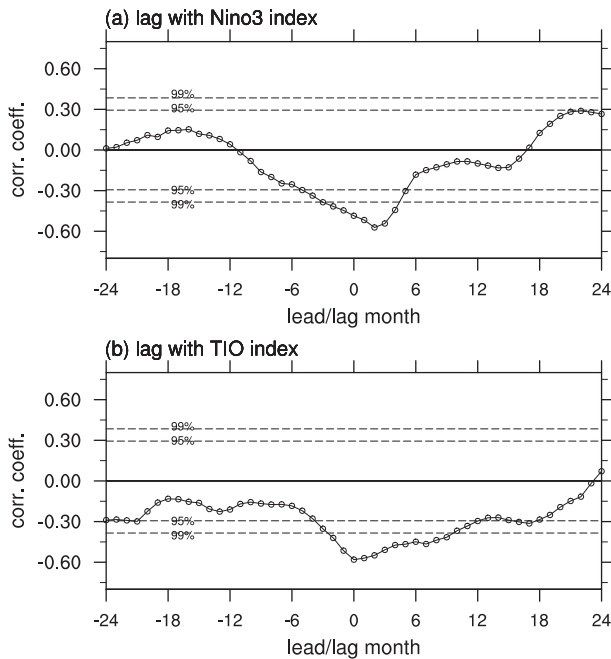 (a) lag with Nino3 index
corr. coeff.
0.60
0.30
0.00
-0.30
-0.60
99%
95%
95%
99%
-24 -18 -12 -6 0 6 12 18 24
lead/lag month
(b) lag with TIO index
corr. coeff.
0.60
0.30
0.00
-0.30
-0.60
99%
95%
95%
99%
-24 -18 -12 -6 0 6 12 18 24
lead/lag month